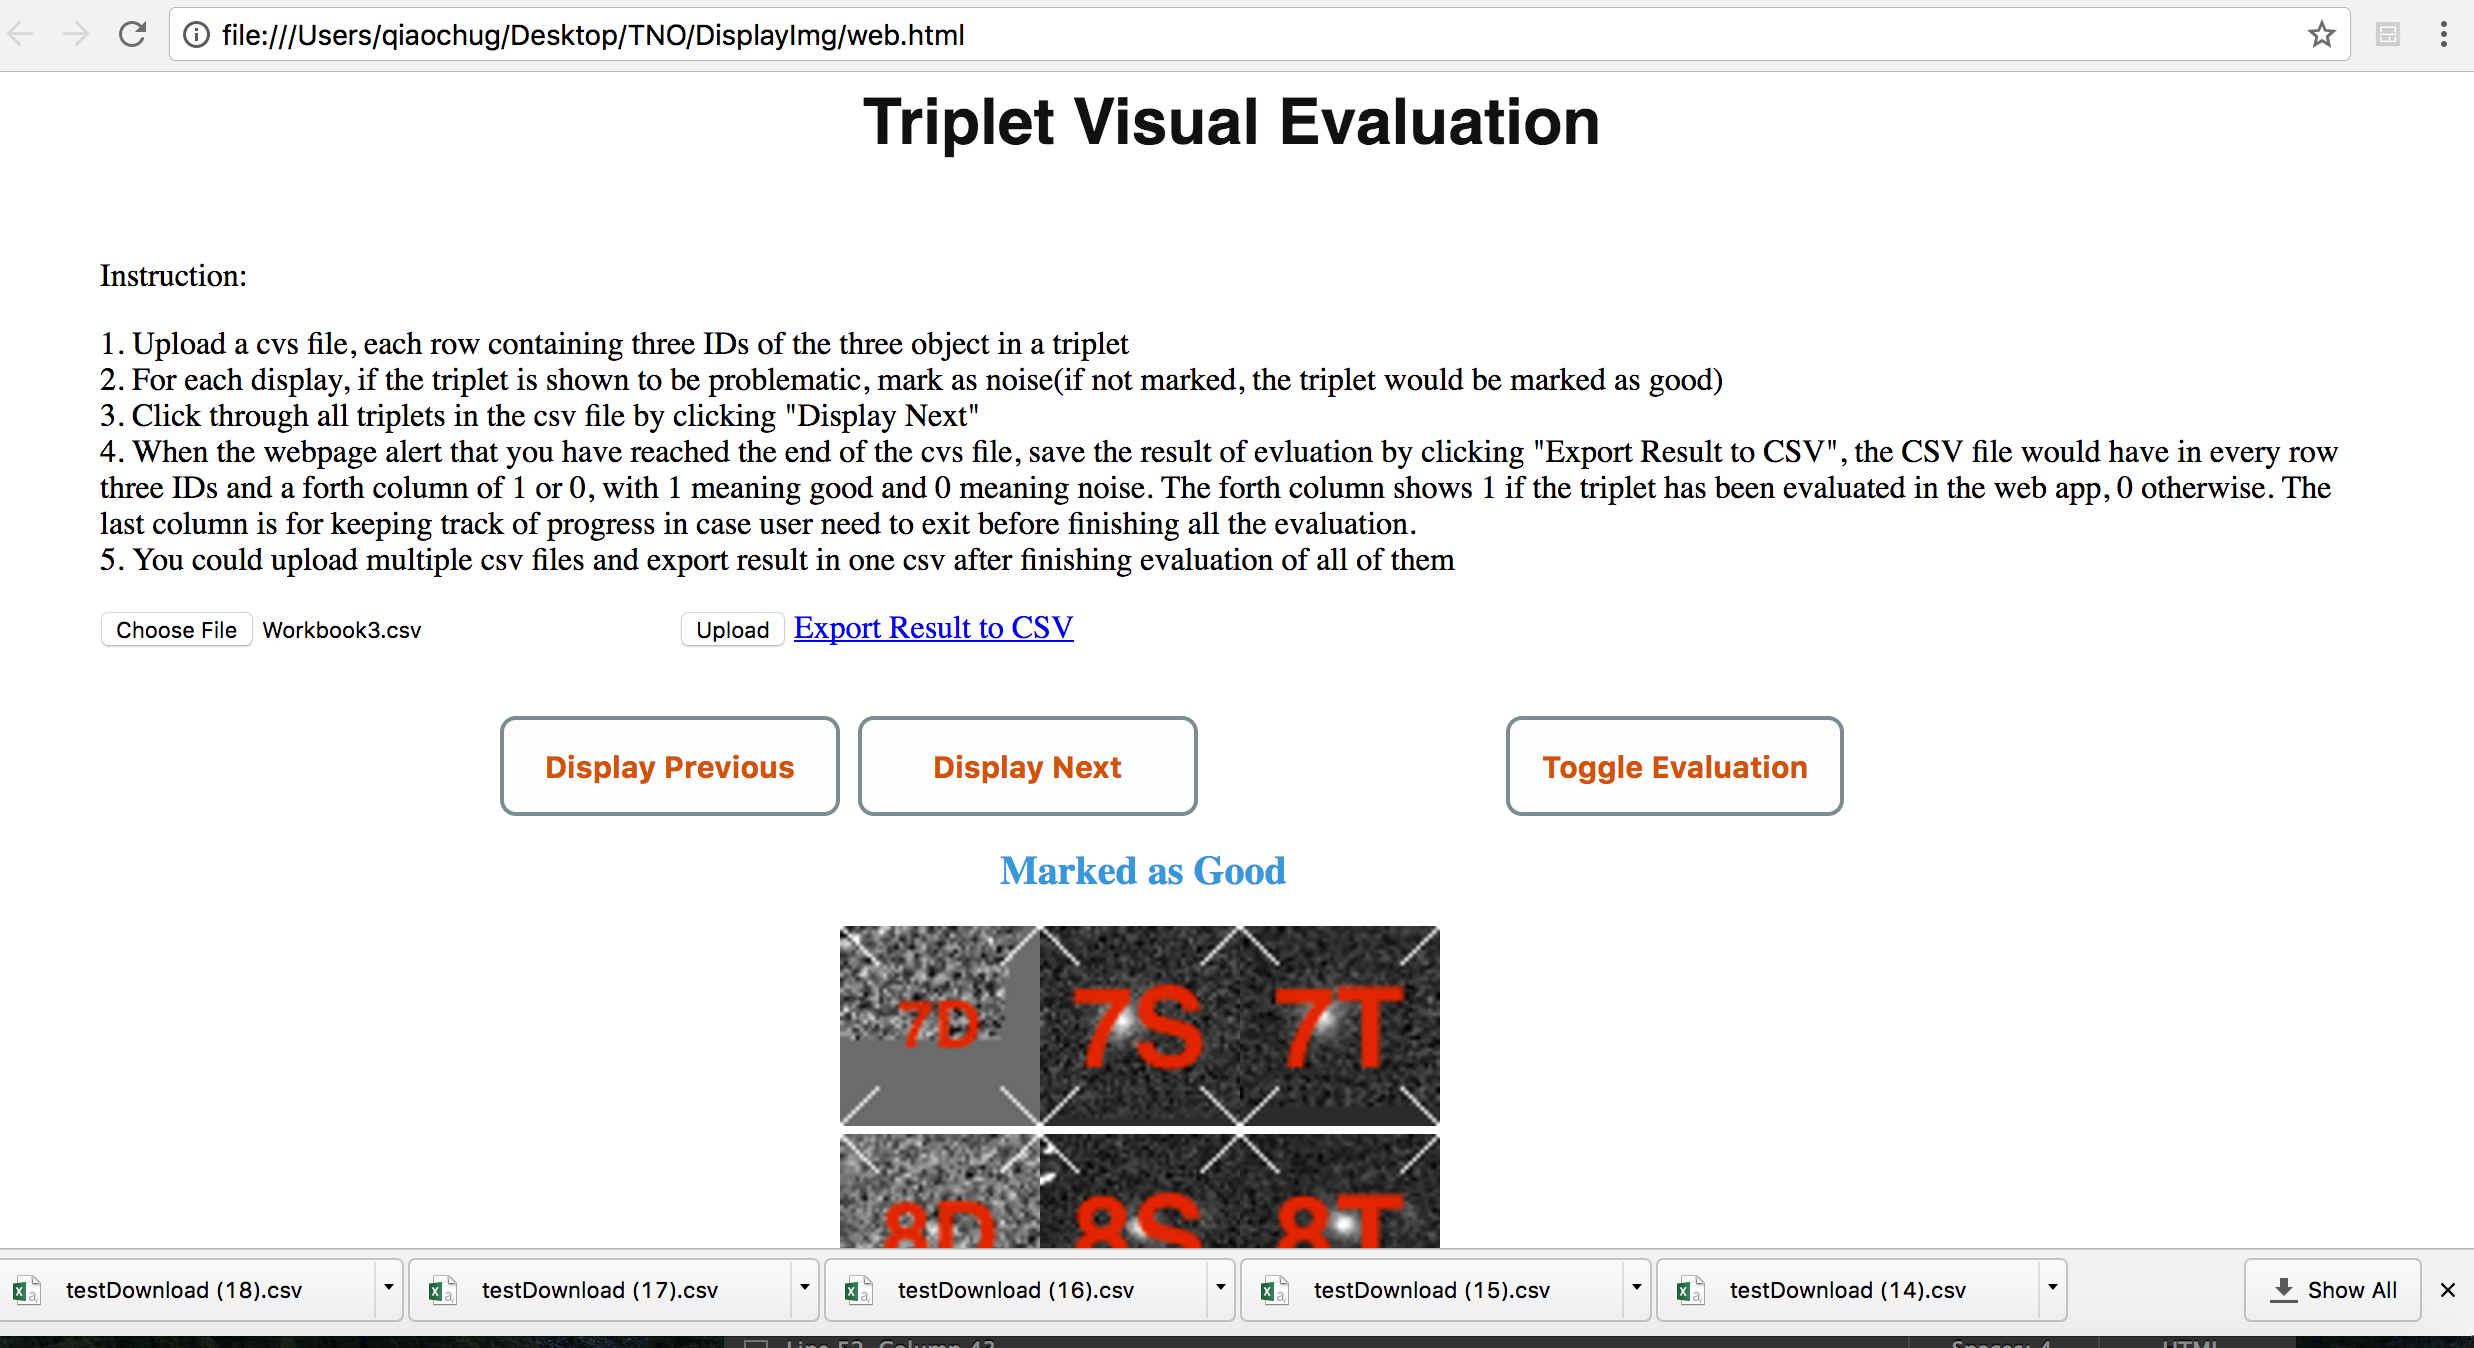 file:///Users/qiaochug/Desktop/TNO/DisplayImg/web.html
Triplet Visual Evaluation
Instruction:
1. Upload a cvs file, each row containing three IDs of the three object in a triplet
2. For each display, if the triplet is shown to be problematic, mark as noise(if not marked, the triplet would be marked as good)
3. Click through all triplets in the csv file by clicking "Display Next"
4. When the webpage alert that you have reached the end of the cvs file, save the result of evluation by clicking "Export Result to CSV", the CSV file would have in every row
three IDs and a forth column of 1 or 0, with 1 meaning good and 0 meaning noise. The forth column shows 1 if the triplet has been evaluated in the web app, 0 otherwise. The
last column is for keeping track of progress in case user need to exit before finishing all the evaluation.
5. You could upload multiple csv files and export result in one csv after finishing evaluation of all of them
Choose File Workbook3.csv Upload Export Result to CSV
Display Previous Display Next Toggle Evaluation
Marked as Good
7D 7S 7T
8D 8S 8T
testDownload (18).csv testDownload (17).csv testDownload (16).csv testDownload (15).csv testDownload (14).csv Show All
Line 52, Column 43 Spaces: 4 HTML